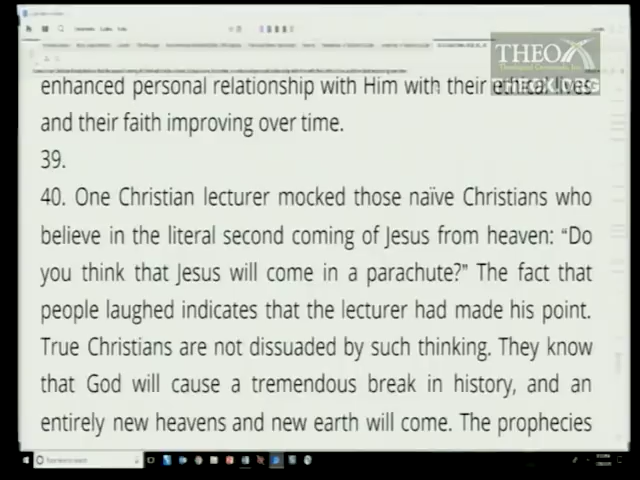 THEOX
THEOX.ORG
enhanced personal relationship with Him with their ethical lives
and their faith improving over time.
39.
40. One Christian lecturer mocked those naïve Christians who
believe in the literal second coming of Jesus from heaven: “Do
you think that Jesus will come in a parachute?” The fact that
people laughed indicates that the lecturer had made his point.
True Christians are not dissuaded by such thinking. They know
that God will cause a tremendous break in history, and an
entirely new heavens and new earth will come. The prophecies